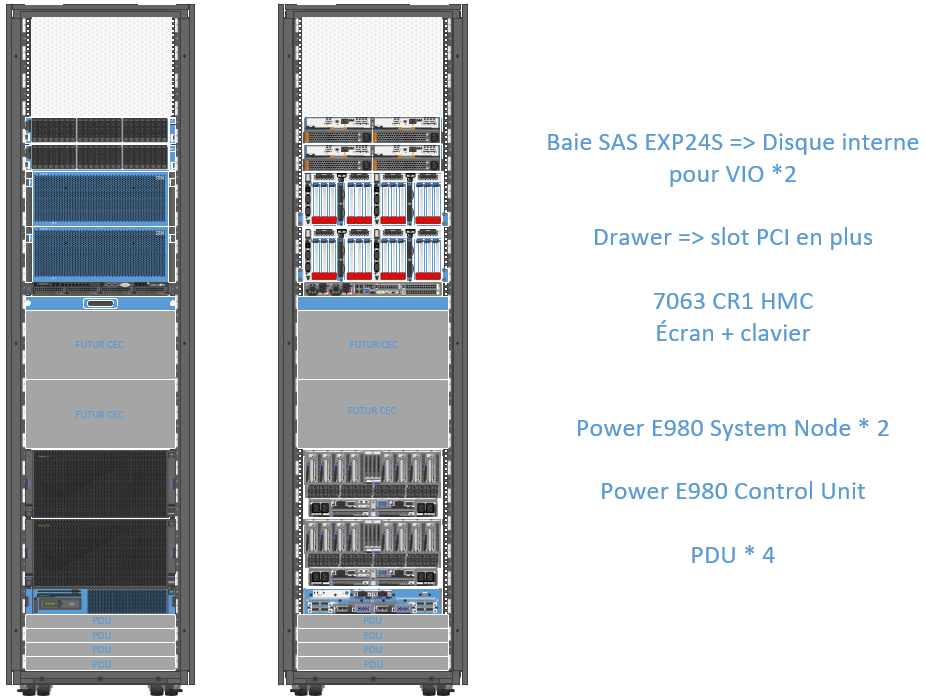 Baie SAS EXP24S => Disque interne
pour VIO *2
Drawer => slot PCI en plus
7063 CR1 HMC
Écran + clavier
Power E980 System Node * 2
Power E980 Control Unit
PDU * 4
FUTUR CEC
FUTUR CEC
PDU
PDU
PDU
PDU
FUTUR CEC
FUTUR CEC
PDU
PDU
PDU
PDU